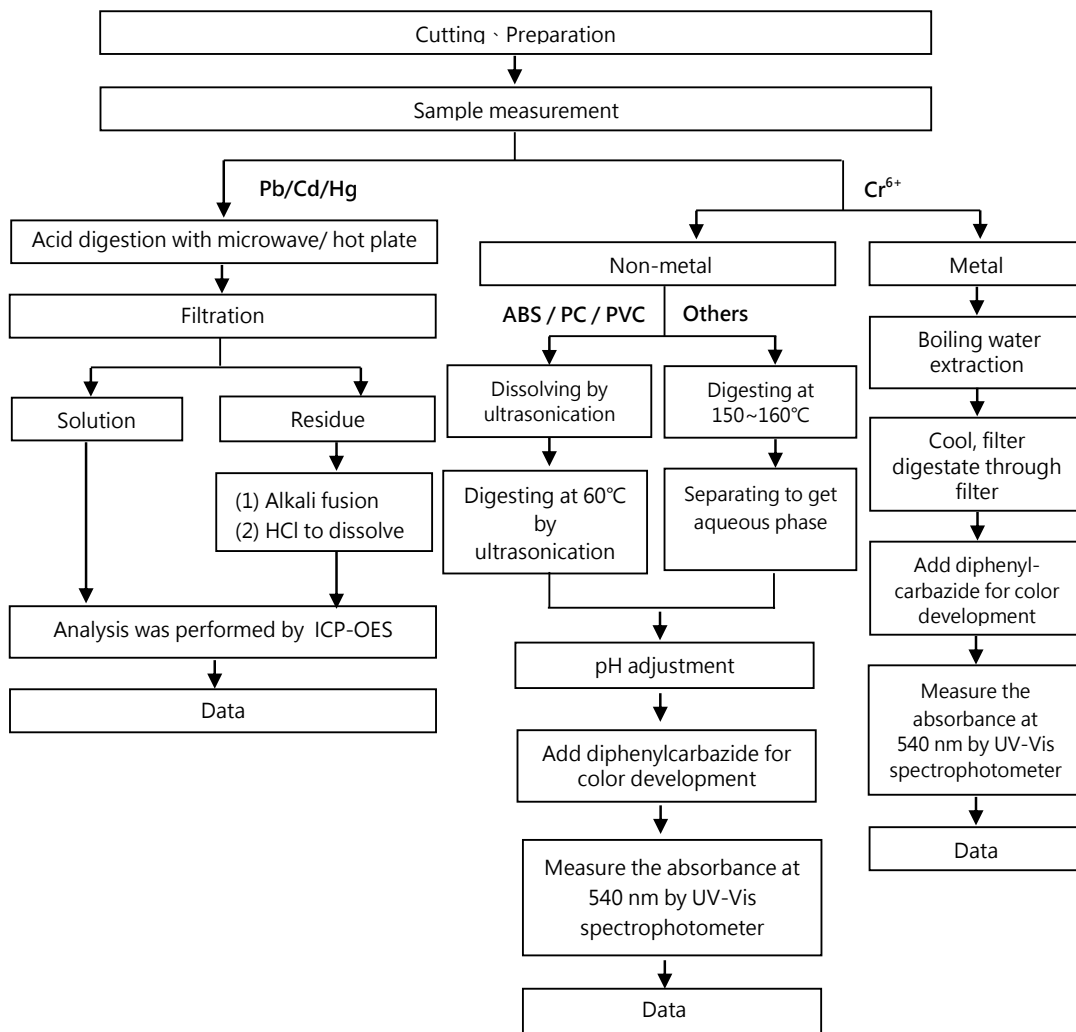 Cutting、Preparation
Sample measurement
Pb/Cd/Hg
Cr⁶⁺
Acid digestion with microwave/ hot plate
Filtration
Solution
Residue
(1) Alkali fusion
(2) HCl to dissolve
Analysis was performed by ICP-OES
Data
Non-metal
ABS / PC / PVC
Others
Dissolving by
ultrasonication
Digesting at
150~160℃
Digesting at 60℃
by
ultrasonication
Separating to get
aqueous phase
pH adjustment
Add diphenylcarbazide for
color development
Measure the absorbance at
540 nm by UV-Vis
spectrophotometer
Data
Metal
Boiling water
extraction
Cool, filter
digestate through
filter
Add diphenyl-
carbazide for color
development
Measure the
absorbance at
540 nm by UV-Vis
spectrophotometer
Data